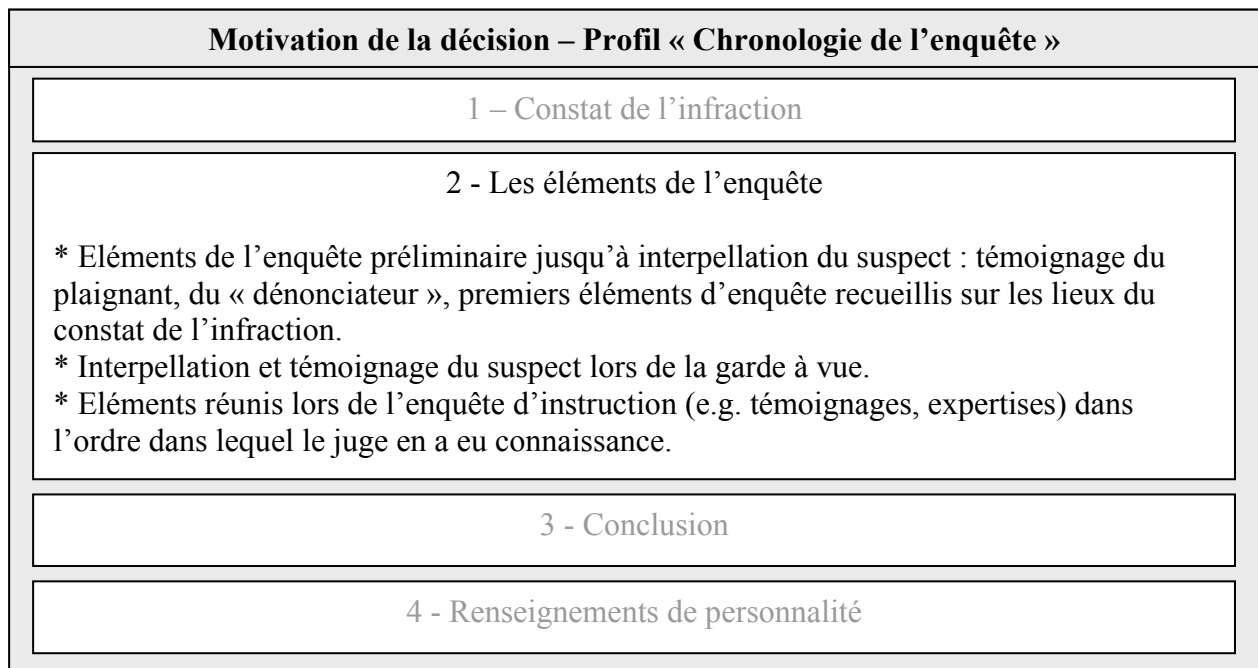 Motivation de la décision – Profil « Chronologie de l’enquête »
1 – Constat de l’infraction
2 - Les éléments de l’enquête
* Eléments de l’enquête préliminaire jusqu’à interpellation du suspect : témoignage du
plaignant, du « dénonciateur », premiers éléments d’enquête recueillis sur les lieux du
constat de l’infraction.
* Interpellation et témoignage du suspect lors de la garde à vue.
* Eléments réunis lors de l’enquête d’instruction (e.g. témoignages, expertises) dans
l’ordre dans lequel le juge en a eu connaissance.
3 - Conclusion
4 - Renseignements de personnalité